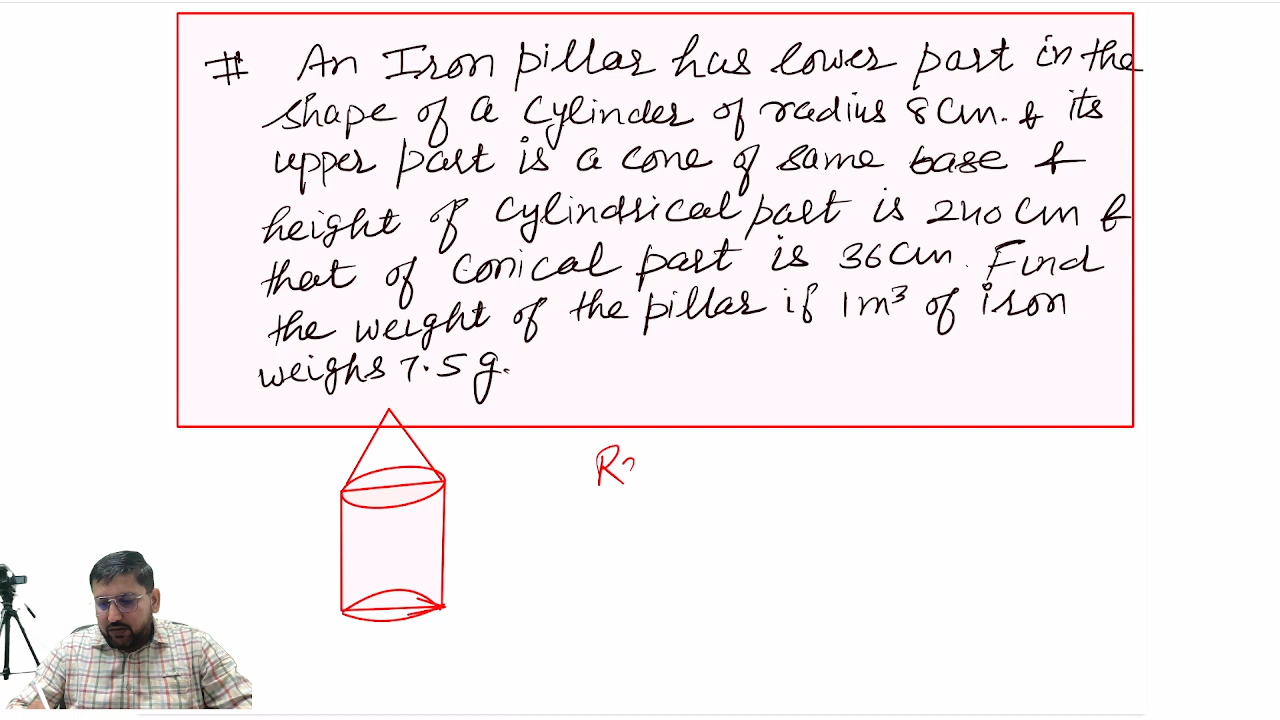 # An Iron pillar has lower part in the
shape of a cylinder of radius 8 cm. & its
upper part is a cone of same base &
height of cylindrical part is 240 cm &
that of conical part is 36 cm. Find
the weight of the pillar if 1m³ of iron
weighs 7.5 g.
R